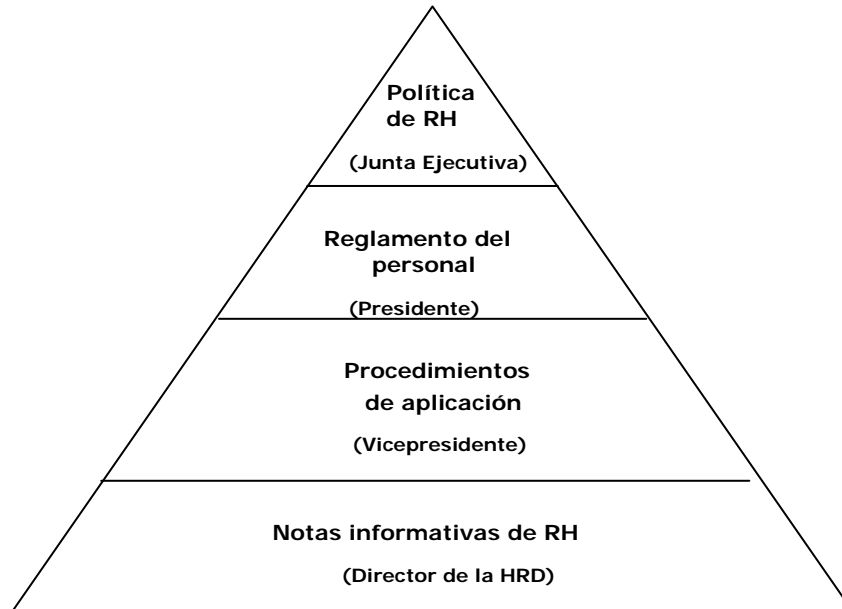 Política
de RH
(Junta Ejecutiva)
Reglamento del
personal
(Presidente)
Procedimientos
de aplicación
(Vicepresidente)
Notas informativas de RH
(Director de la HRD)